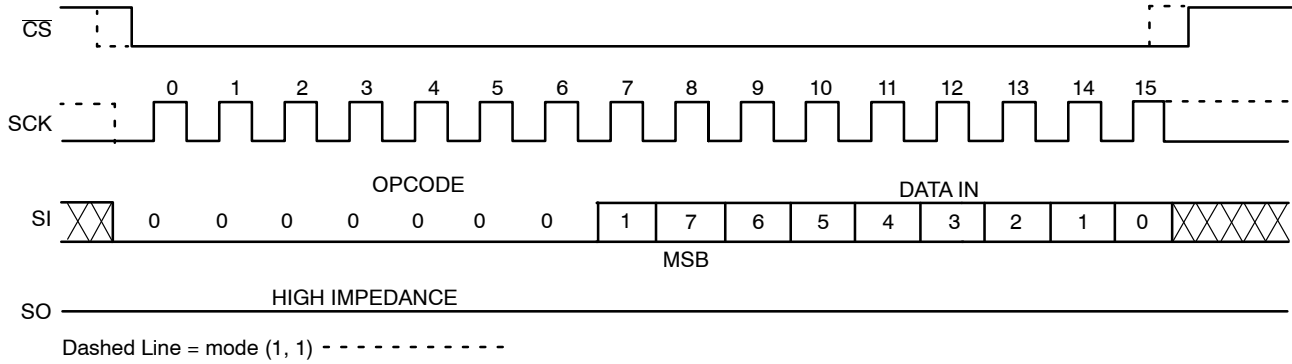 CS
0 1 2 3 4 5 6 7 8 9 10 11 12 13 14 15
SCK
OPCODE
DATA IN
SI
0 0 0 0 0 0 0 1 7 6 5 4 3 2 1 0
MSB
HIGH IMPEDANCE
SO
Dashed Line = mode (1, 1)